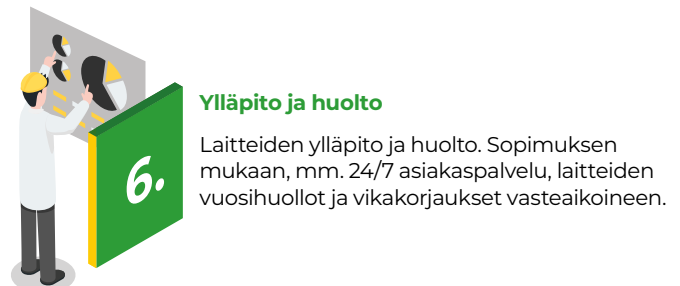 Ylläpito ja huolto
Laitteiden ylläpito ja huolto. Sopimuksen
mukaan, mm. 24/7 asiakaspalvelu, laitteiden
vuosihuollot ja vikakorjaukset vasteaikoineen.
6.